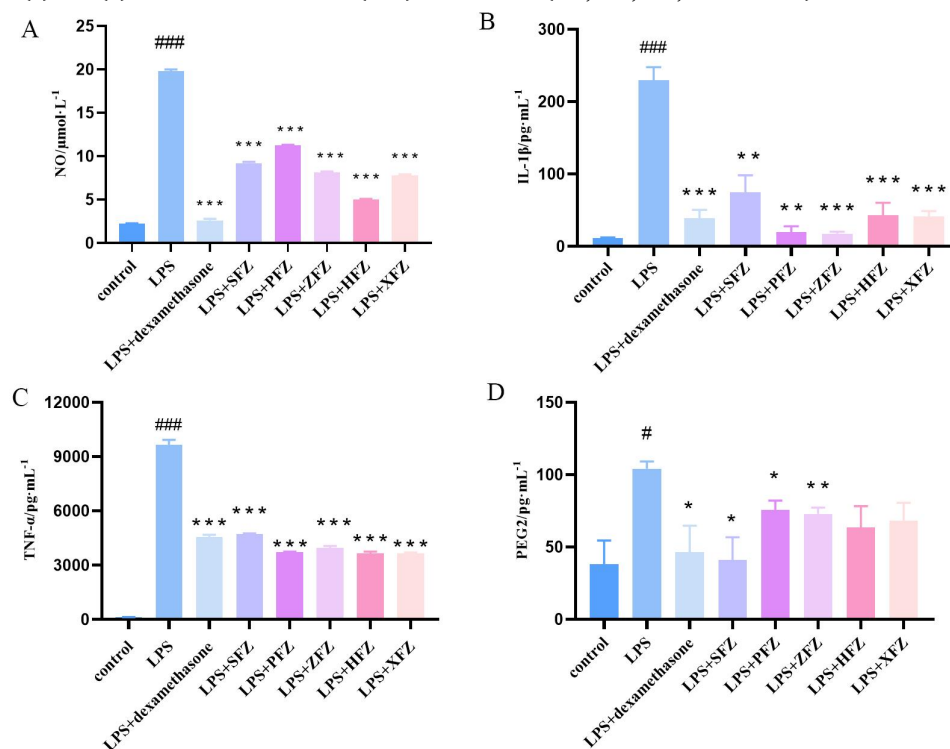 A
NO/μmol·L-1
25
20
15
10
5
0
###
***
***
***
***
***
***
control
LPS
LPS+dexamethasone
LPS+SFZ
LPS+PFZ
LPS+ZFZ
LPS+HFZ
LPS+XFZ
B
IL-1β/pg·mL-1
300
200
100
0
###
***
**
**
***
***
***
control
LPS
LPS+dexamethasone
LPS+SFZ
LPS+PFZ
LPS+ZFZ
LPS+HFZ
LPS+XFZ
C
TNF-α/pg·mL-1
12000
9000
6000
3000
0
###
***
***
***
***
***
***
control
LPS
LPS+dexamethasone
LPS+SFZ
LPS+PFZ
LPS+ZFZ
LPS+HFZ
LPS+XFZ
D
PEG2/pg·mL-1
150
100
50
0
#
*
*
*
**
control
LPS
LPS+dexamethasone
LPS+SFZ
LPS+PFZ
LPS+ZFZ
LPS+HFZ
LPS+XFZ